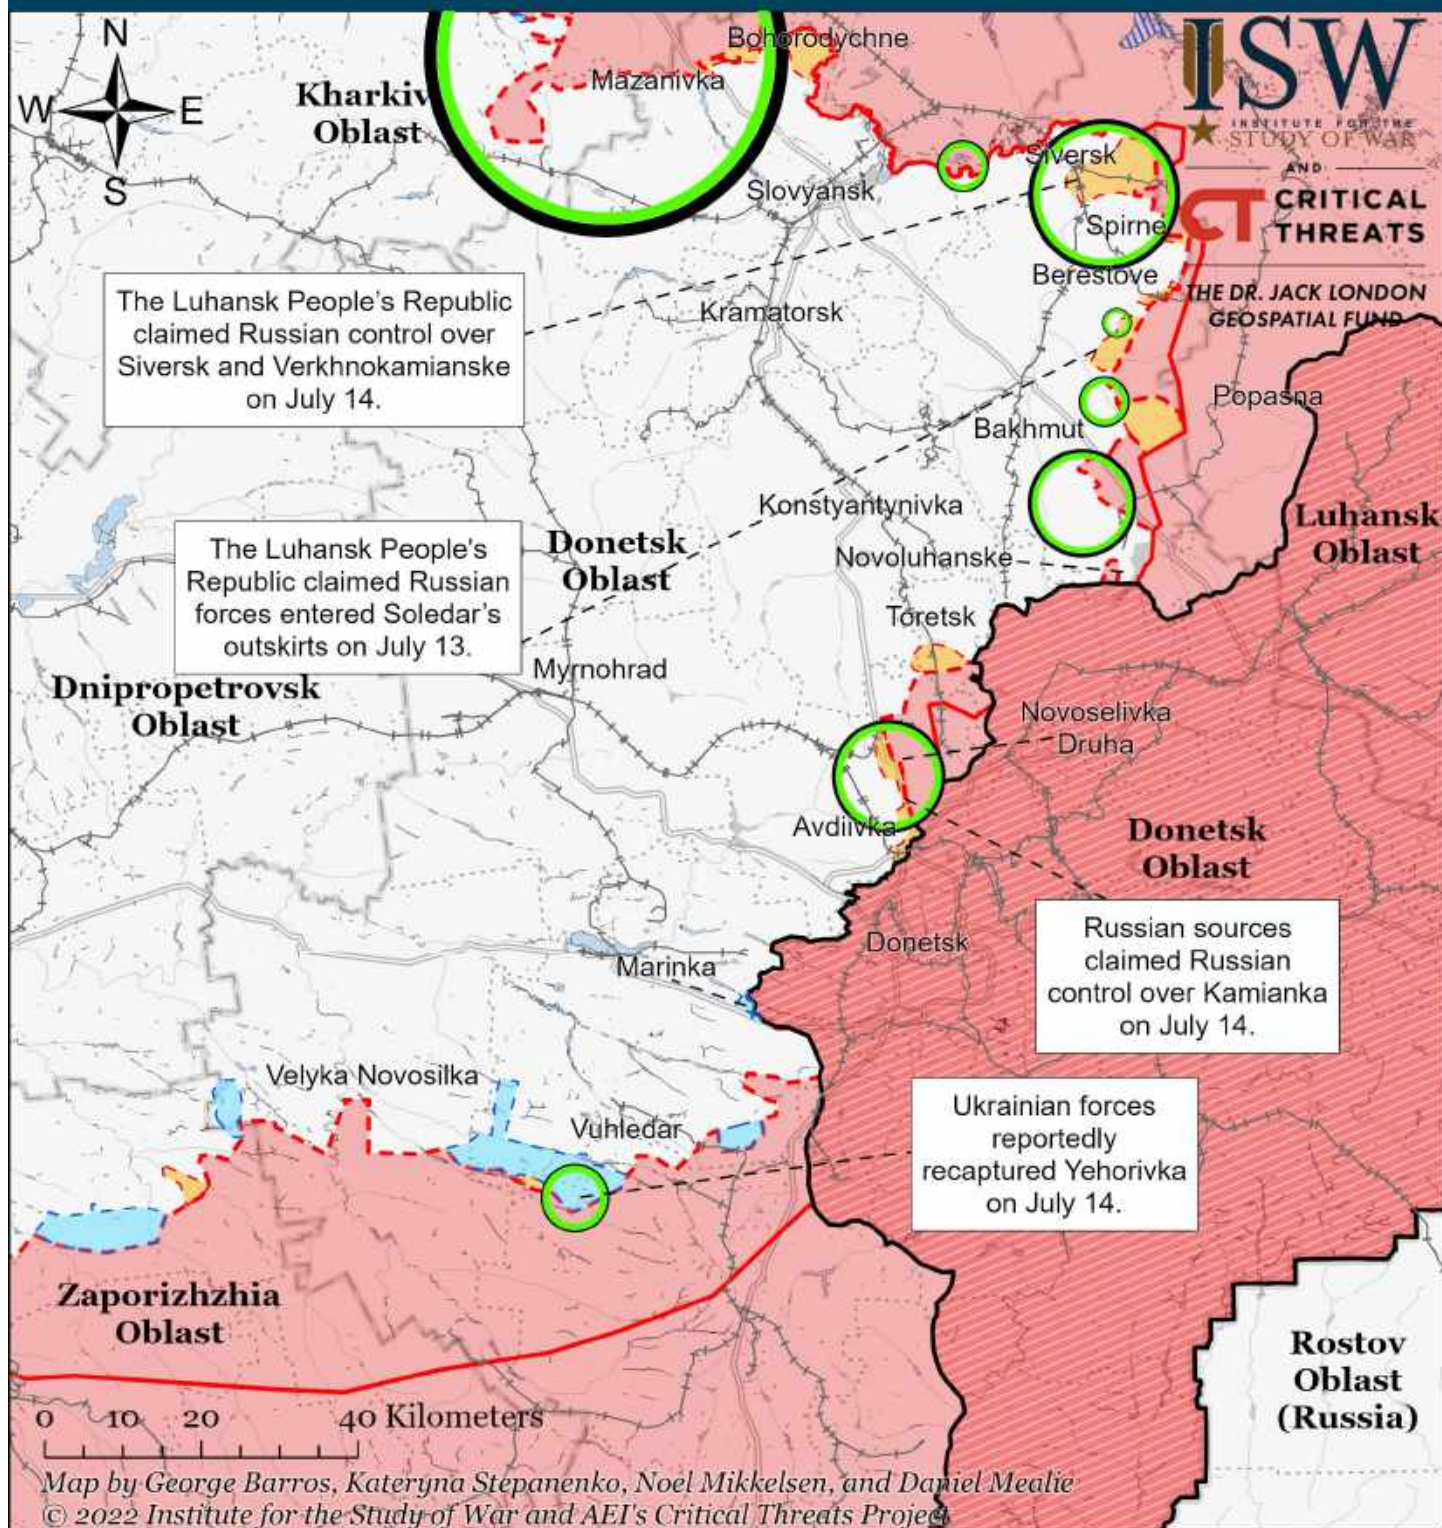 N
W
E
S
Kharkiv
Oblast
Bohorodychne
Mazanivka
ISW
INSTITUTE FOR THE
STUDY OF WAR
AND
CT CRITICAL
THREATS
THE DR. JACK LONDON
GEOSPATIAL FUND
Siversk
Slovyansk
Spirne
Berestove
The Luhansk People's Republic
claimed Russian control over
Siversk and Verkhnokamianske
on July 14.
Kramatorsk
Popasna
Bakhmut
Konstyantynivka
Luhansk
Oblast
Donetsk
Oblast
Novoluhanske
The Luhansk People's
Republic claimed Russian
forces entered Soledar's
outskirts on July 13.
Toretsk
Myrnohrad
Dnipropetrovsk
Oblast
Novoselivka
Druha
Avdiivka
Donetsk
Oblast
Donetsk
Russian sources
claimed Russian
control over Kamianka
on July 14.
Marinka
Velyka Novosilka
Vuhledar
Ukrainian forces
reportedly
recaptured Yehorivka
on July 14.
Zaporizhzhia
Oblast
Rostov
Oblast
(Russia)
0 10 20 40 Kilometers
Map by George Barros, Kateryna Stepanenko, Noel Mikkelsen, and Daniel Mealie
© 2022 Institute for the Study of War and AEI's Critical Threats Project